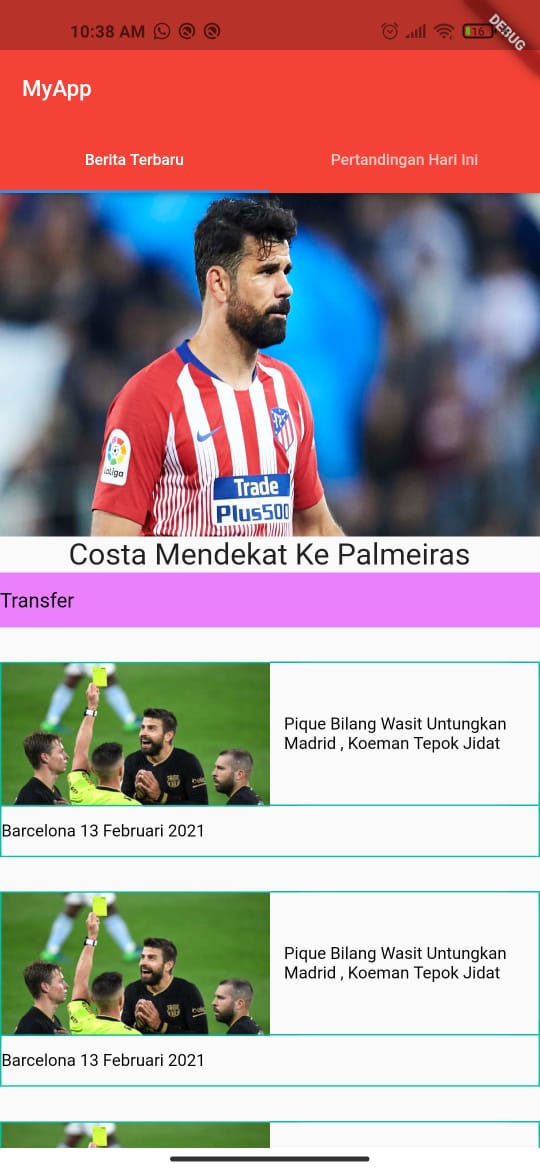 10:38 AM
16
DEBUG
MyApp
Berita Terbaru
Pertandingan Hari Ini
LaLiga
Trade
Plus500
Costa Mendekat Ke Palmeiras
Transfer
Pique Bilang Wasit Untungkan
Madrid , Koeman Tepok Jidat
Barcelona 13 Februari 2021
Pique Bilang Wasit Untungkan
Madrid , Koeman Tepok Jidat
Barcelona 13 Februari 2021